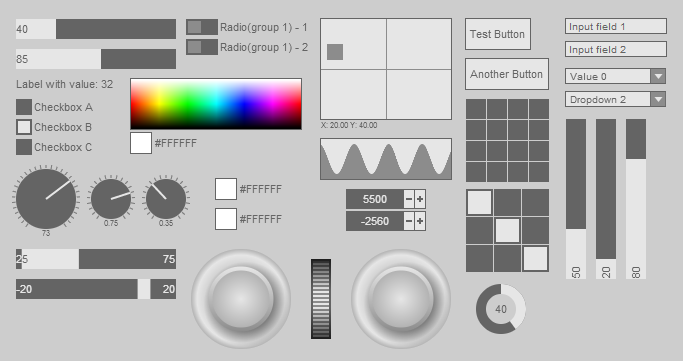 40
85
Label with value: 32
Checkbox A
Checkbox B
Checkbox C
73
0.75
0.35
25
75
-20
20
Radio(group 1) - 1
Radio(group 1) - 2
#FFFFFF
#FFFFFF
#FFFFFF
X: 20.00 Y: 40.00
5500
-2560
Test Button
Another Button
40
Input field 1
Input field 2
Value 0
Dropdown 2
50
20
80